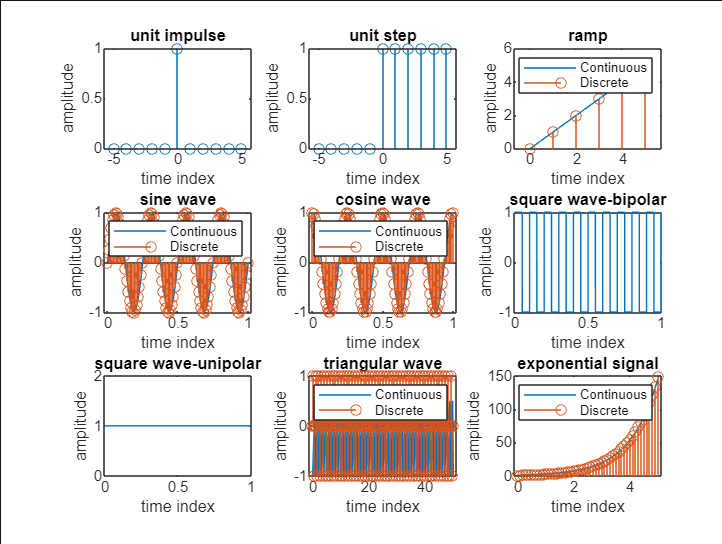 unit impulse
amplitude
1
0.5
0
-5
0
5
time index
unit step
amplitude
1
0.5
0
-5
0
5
time index
ramp
amplitude
6
4
2
0
0
2
4
time index
Continuous
Discrete
sine wave
amplitude
1
0
-1
0
0.5
1
time index
Continuous
Discrete
cosine wave
amplitude
1
0
-1
0
0.5
1
time index
Continuous
Discrete
square wave-bipolar
amplitude
1
0
-1
0
0.5
1
time index
square wave-unipolar
amplitude
2
1
0
0
0.5
1
time index
triangular wave
amplitude
1
0
-1
0
20
40
time index
Continuous
Discrete
exponential signal
amplitude
150
100
50
0
0
2
4
time index
Continuous
Discrete